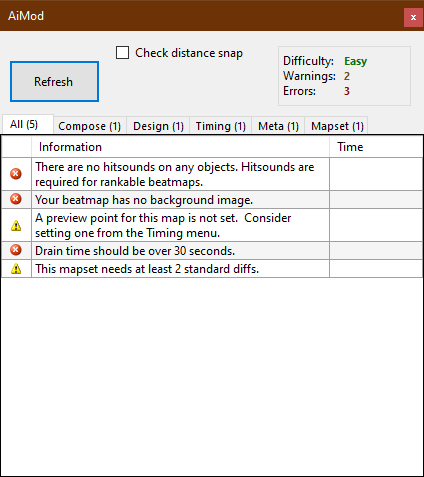 AiMod
x
Check distance snap
Refresh
Difficulty: Easy
Warnings: 2
Errors: 3
All (5) Compose (1) Design (1) Timing (1) Meta (1) Mapset (1)
Information Time
There are no hitsounds on any objects. Hitsounds are
required for rankable beatmaps.
Your beatmap has no background image.
A preview point for this map is not set.  Consider
setting one from the Timing menu.
Drain time should be over 30 seconds.
This mapset needs at least 2 standard diffs.